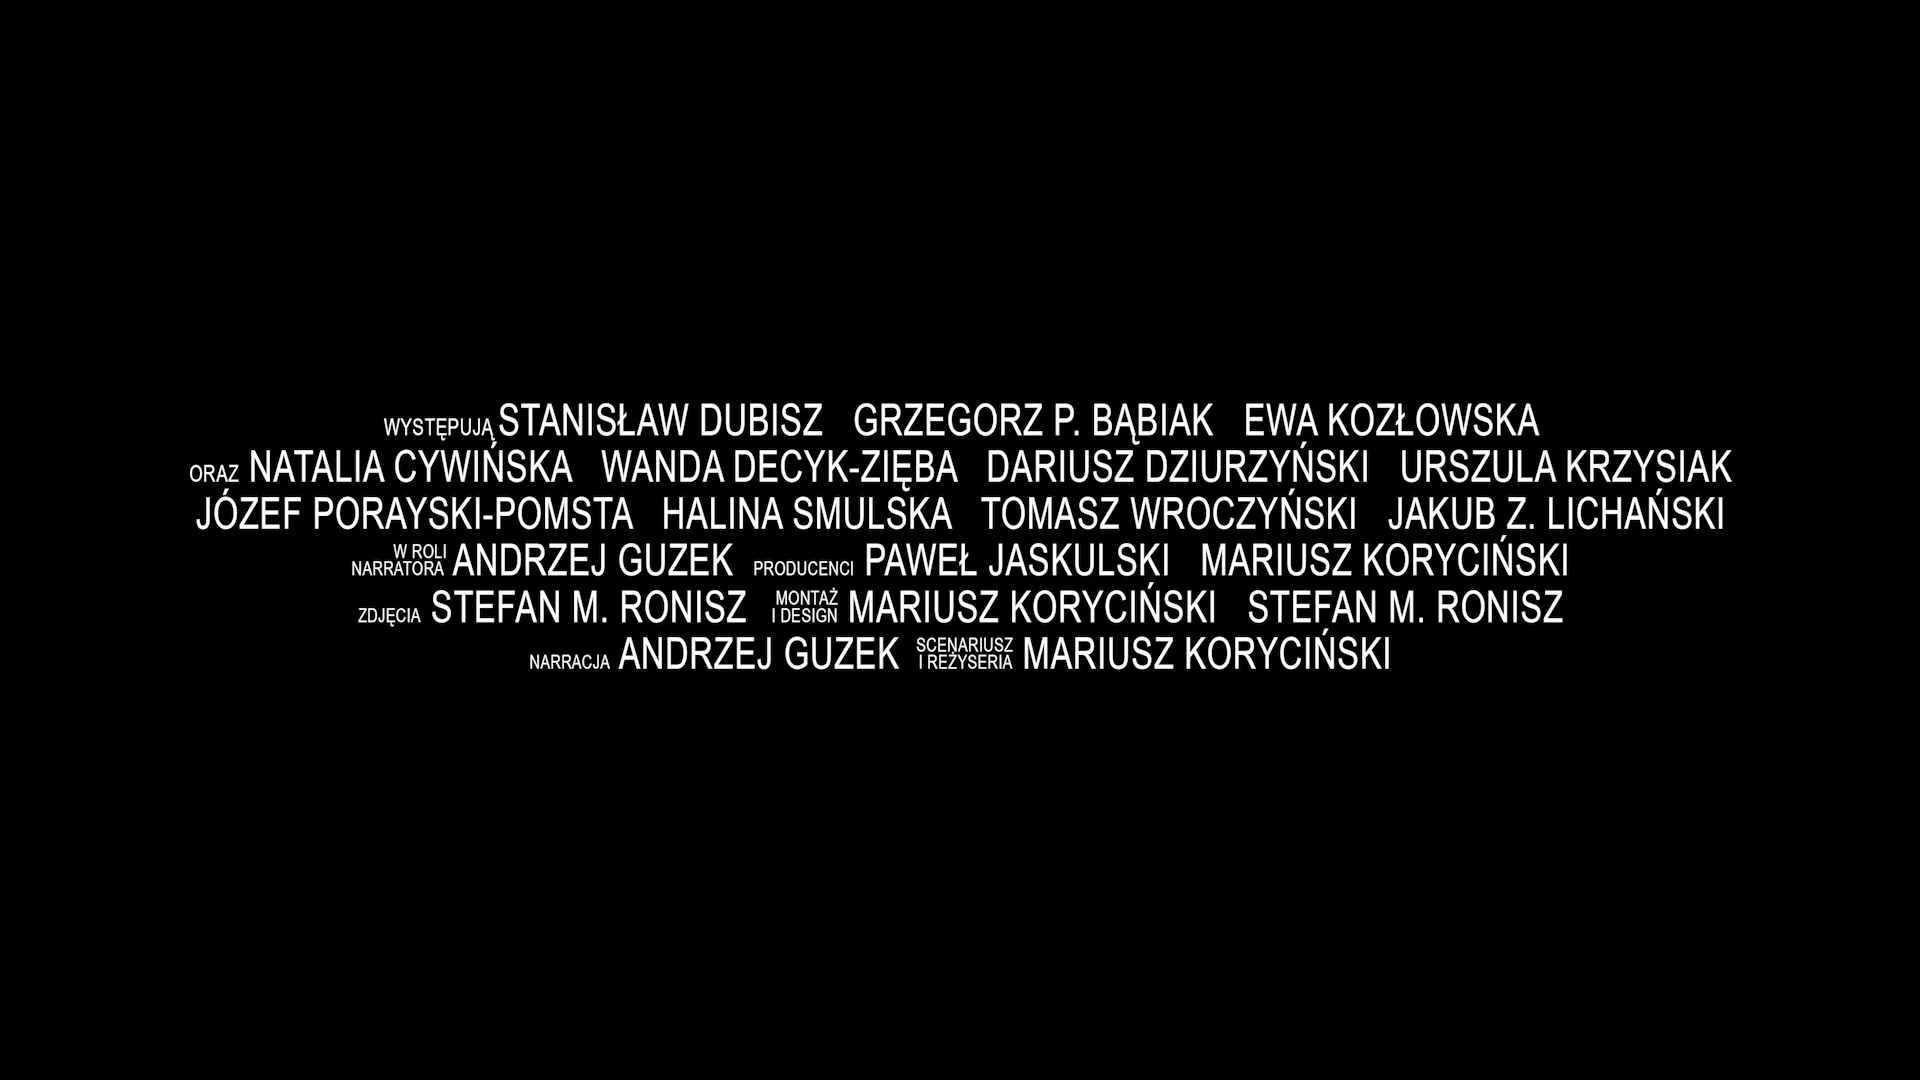 WYSTĘPUJĄ STANISŁAW DUBISZ GRZEGORZ P. BĄBIAK EWA KOZŁOWSKA
ORAZ NATALIA CYWIŃSKA WANDA DECYK-ZIĘBA DARIUSZ DZIURZYŃSKI URSZULA KRZYSIAK
JÓZEF PORAYSKI-POMSTA HALINA SMULSKA TOMASZ WROCZYŃSKI JAKUB Z. LICHAŃSKI
W ROLI NARRATORA ANDRZEJ GUZEK PRODUCENCI PAWEŁ JASKULSKI MARIUSZ KORYCIŃSKI
ZDJĘCIA STEFAN M. RONISZ MONTAŻ I DESIGN MARIUSZ KORYCIŃSKI STEFAN M. RONISZ
NARRACJA ANDRZEJ GUZEK SCENARIUSZ I REŻYSERIA MARIUSZ KORYCIŃSKI